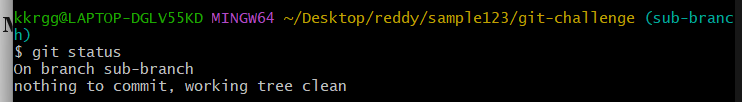 kkrgg@LAPTOP-DGLV55KD MINGW64 ~/Desktop/reddy/sample123/git-challenge (sub-branc
h)
$ git status
On branch sub-branch
nothing to commit, working tree clean